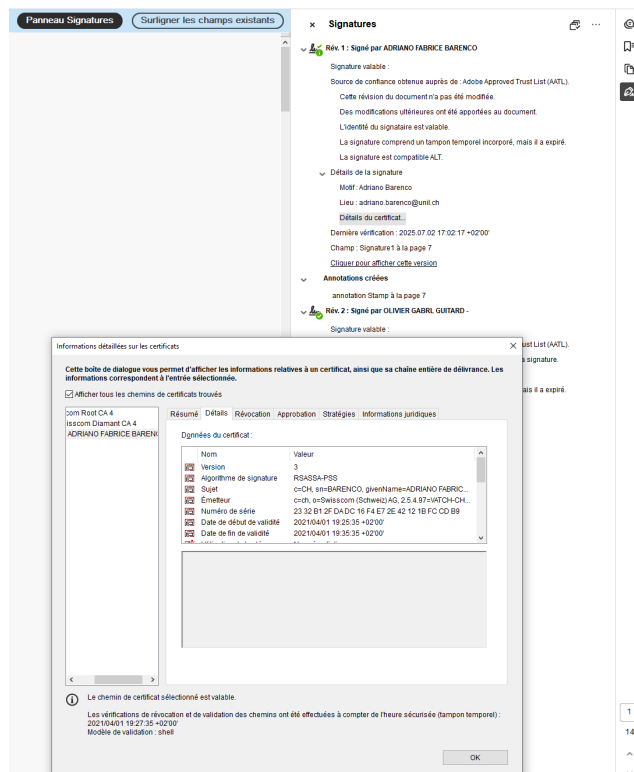 Panneau Signatures
Surligner les champs existants
× Signatures
Rév. 1 : Signé par ADRIANO FABRICE BARENCO
Signature valable :
Source de confiance obtenue auprès de : Adobe Approved Trust List (AATL).
Cette révision du document n'a pas été modifiée.
Des modifications ultérieures ont été apportées au document.
L'identité du signataire est valable.
La signature comprend un tampon temporel incorporé, mais il a expiré.
La signature est compatible ALT.
Détails de la signature
Motif : Adriano Barenco
Lieu : adriano.barenco@unil.ch
Détails du certificat...
Dernière vérification : 2025.07.02 17:02:17 +02'00'
Champ : Signature1 à la page 7
Cliquer pour afficher cette version
Annotations créées
annotation Stamp à la page 7
Rév. 2 : Signé par OLIVIER GABRL GUITARD -
Signature valable :
ust List (AATL).
a signature.
ais il a expiré.
Informations détaillées sur les certificats
Cette boîte de dialogue vous permet d'afficher les informations relatives à un certificat, ainsi que sa chaîne entière de délivrance. Les
informations correspondent à l'entrée sélectionnée.
Afficher tous les chemins de certificats trouvés
com Root CA 4
isscom Diamant CA 4
ADRIANO FABRICE BAREN
Résumé Détails Révocation Approbation Stratégies Informations juridiques
Données du certificat :
Nom Valeur
Version 3
Algorithme de signature RSASSA-PSS
Sujet c=CH, sn=BARENCO, givenName=ADRIANO FABRIC...
Émetteur c=ch, o=Swisscom (Schweiz) AG, 2.5.4.97=VATCH-CH...
Numéro de série 23 32 B1 2F DA DC 16 F4 E7 2E 42 12 1B FC CD B9
Date de début de validité 2021/04/01 19:25:35 +02'00'
Date de fin de validité 2021/04/01 19:35:35 +02'00'
Le chemin de certificat sélectionné est valable.
Les vérifications de révocation et de validation des chemins ont été effectuées à compter de l'heure sécurisée (tampon temporel) :
2021/04/01 19:27:35 +02'00'
Modèle de validation : shell
OK
1
14